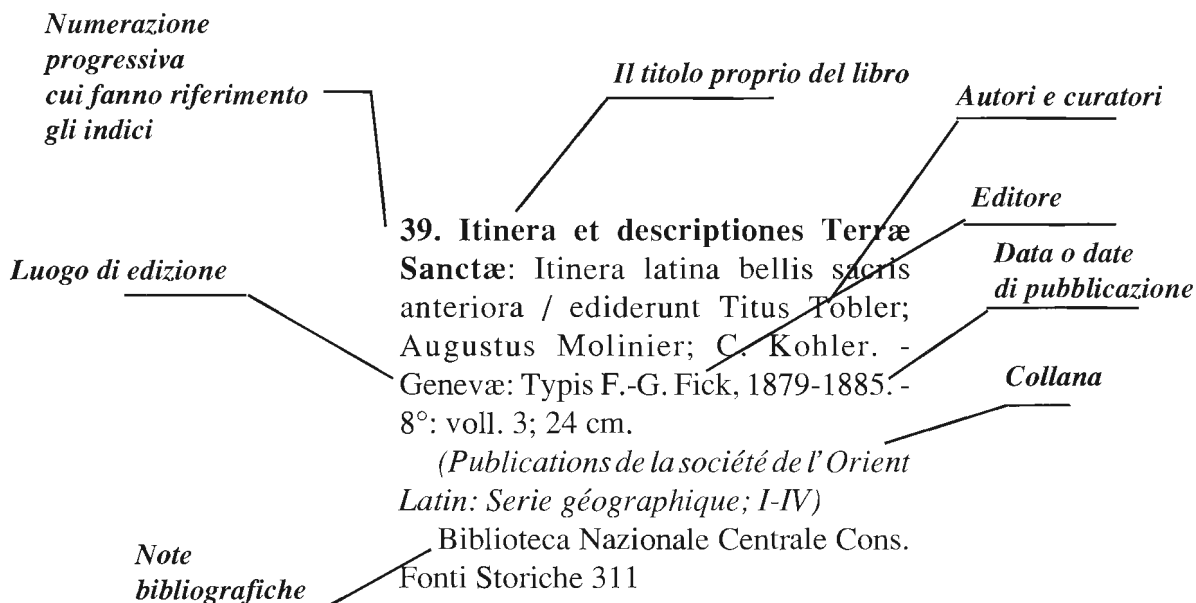 Numerazione
progressiva
cui fanno riferimento
gli indici
Il titolo proprio del libro
Autori e curatori
Editore
Data o date
di pubblicazione
Luogo di edizione
Collana
Note
bibliografiche
39. Itinera et descriptiones Terræ
Sanctæ: Itinera latina bellis sacris
anteriora / ediderunt Titus Tobler;
Augustus Molinier; C. Kohler. -
Genevæ: Typis F.-G. Fick, 1879-1885. -
8°: voll. 3; 24 cm.
(Publications de la société de l'Orient
Latin: Serie géographique; I-IV)
Biblioteca Nazionale Centrale Cons.
Fonti Storiche 311